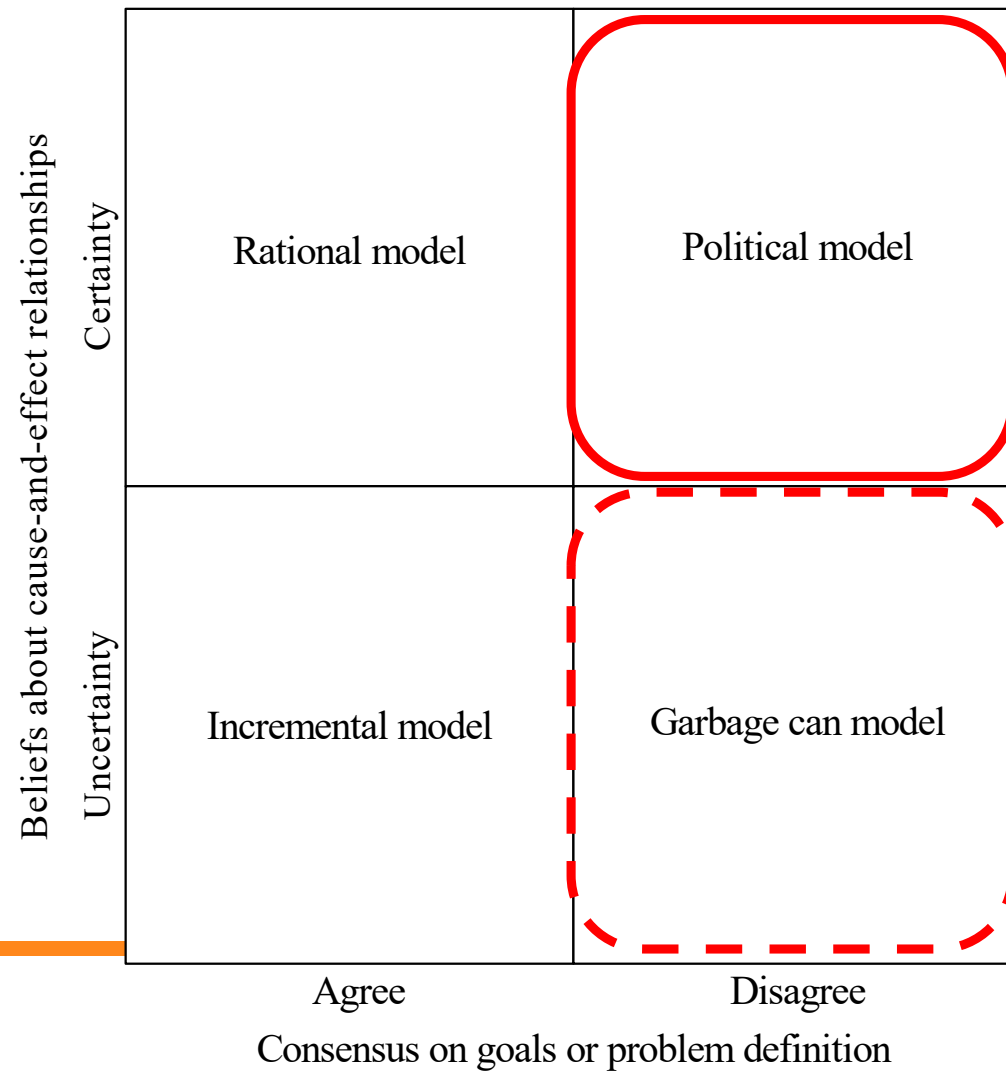 Beliefs about cause-and-effect relationships
Certainty
Rational model
Political model
Uncertainty
Incremental model
Garbage can model
Agree
Disagree
Consensus on goals or problem definition